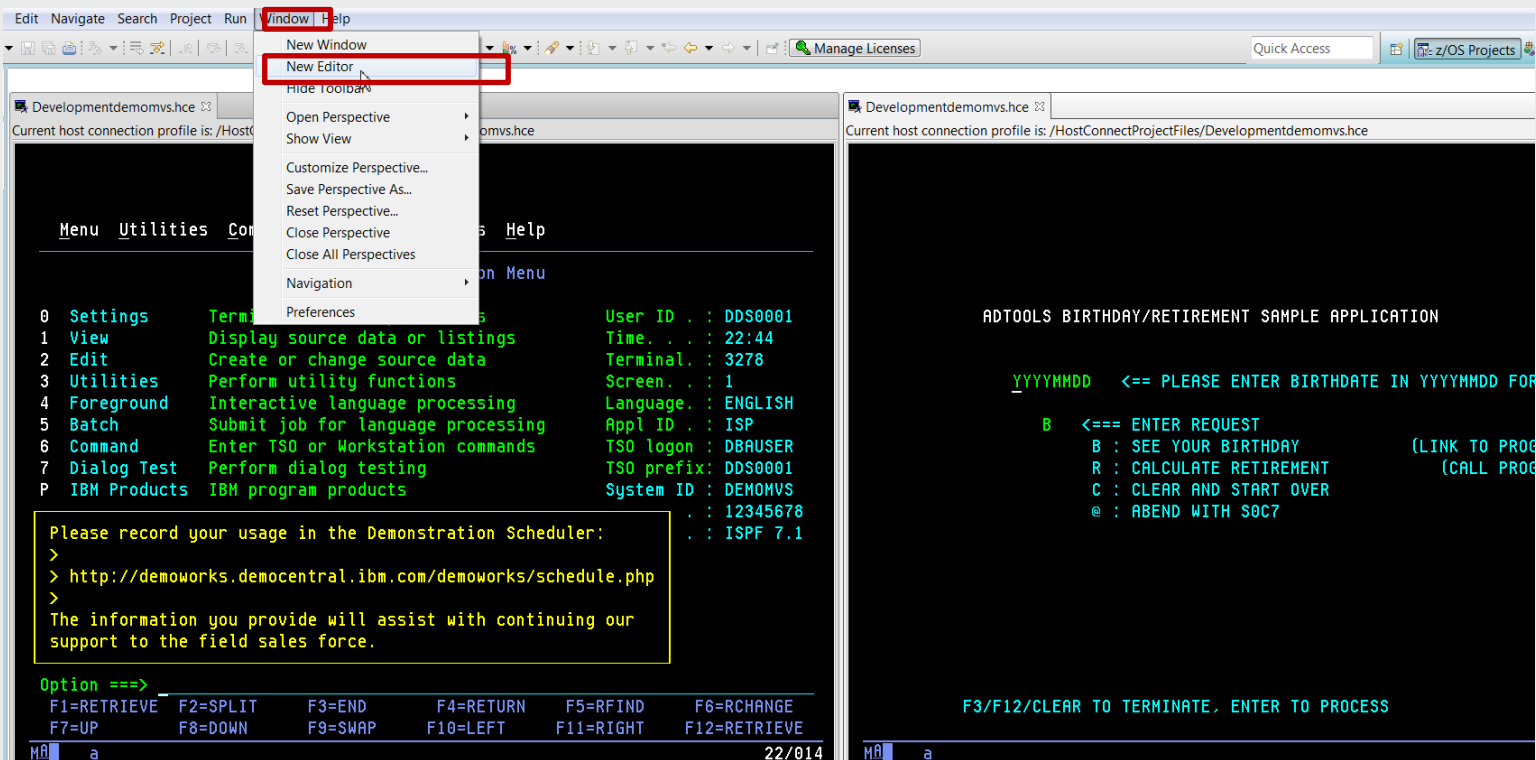 Edit Navigate Search Project Run Window Help
Manage Licenses Quick Access z/OS Projects
New Window
New Editor
Hide Toolbar
Open Perspective
Show View
Customize Perspective...
Save Perspective As...
Reset Perspective...
Close Perspective
Close All Perspectives
Navigation
Preferences
Developmentdemomvs.hce
Current host connection profile is: /HostC omvs.hce
Menu Utilities Co s Help
on Menu
0 Settings Termi s User ID . : DDS0001
1 View Display source data or listings Time. . . : 22:44
2 Edit Create or change source data Terminal. : 3278
3 Utilities Perform utility functions Screen. . : 1
4 Foreground Interactive language processing Language. : ENGLISH
5 Batch Submit job for language processing Appl ID . : ISP
6 Command Enter TSO or Workstation commands TSO logon : DBAUSER
7 Dialog Test Perform dialog testing TSO prefix: DDS0001
P IBM Products IBM program products System ID : DEMOMVS
. : 12345678
. : ISPF 7.1
Please record your usage in the Demonstration Scheduler:
>
> http://demoworks.democentral.ibm.com/demoworks/schedule.php
>
The information you provide will assist with continuing our
support to the field sales force.
Option ===>
F1=RETRIEVE F2=SPLIT F3=END F4=RETURN F5=RFIND F6=RCHANGE
F7=UP F8=DOWN F9=SWAP F10=LEFT F11=RIGHT F12=RETRIEVE
MA a 22/014
Developmentdemomvs.hce
Current host connection profile is: /HostConnectProjectFiles/Developmentdemomvs.hce
ADTOOLS BIRTHDAY/RETIREMENT SAMPLE APPLICATION
YYYYMMDD <== PLEASE ENTER BIRTHDATE IN YYYYMMDD FOR
B <=== ENTER REQUEST
B : SEE YOUR BIRTHDAY (LINK TO PROG
R : CALCULATE RETIREMENT (CALL PROG
C : CLEAR AND START OVER
@ : ABEND WITH S0C7
F3/F12/CLEAR TO TERMINATE, ENTER TO PROCESS
MA a